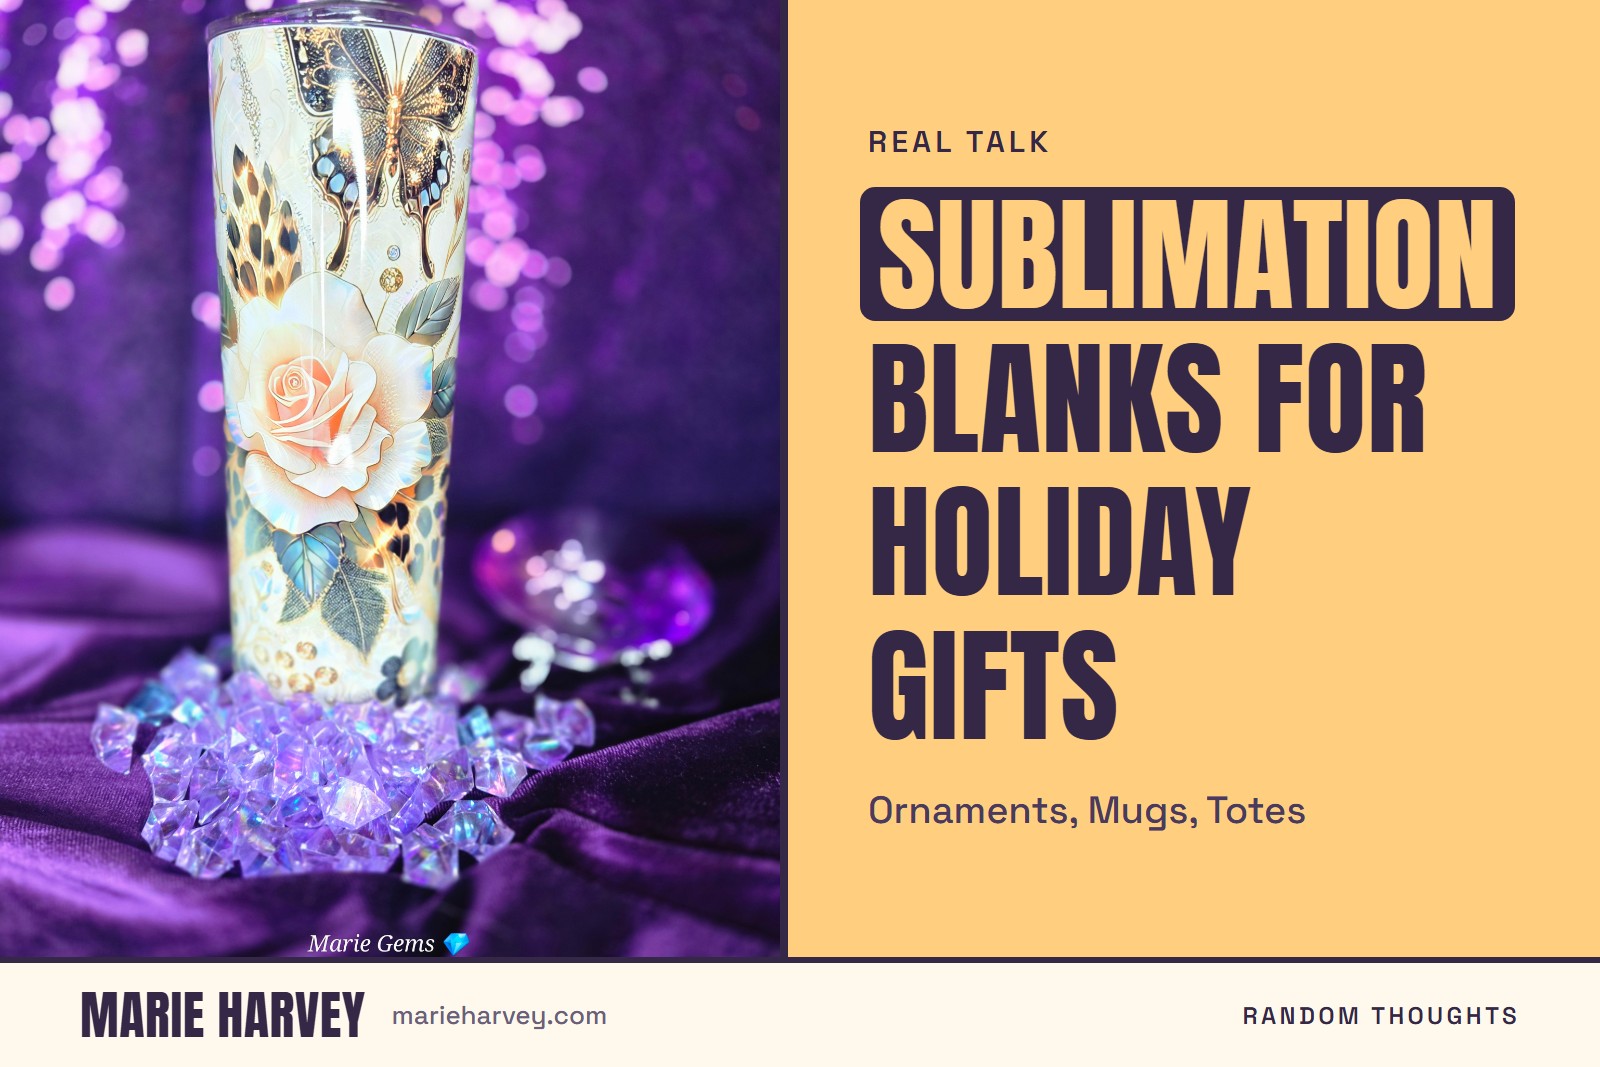 REAL TALK
SUBLIMATION
BLANKS FOR
HOLIDAY
GIFTS
Ornaments, Mugs, Totes
Marie Gems 💎
MARIE HARVEY
marieharvey.com
RANDOM THOUGHTS